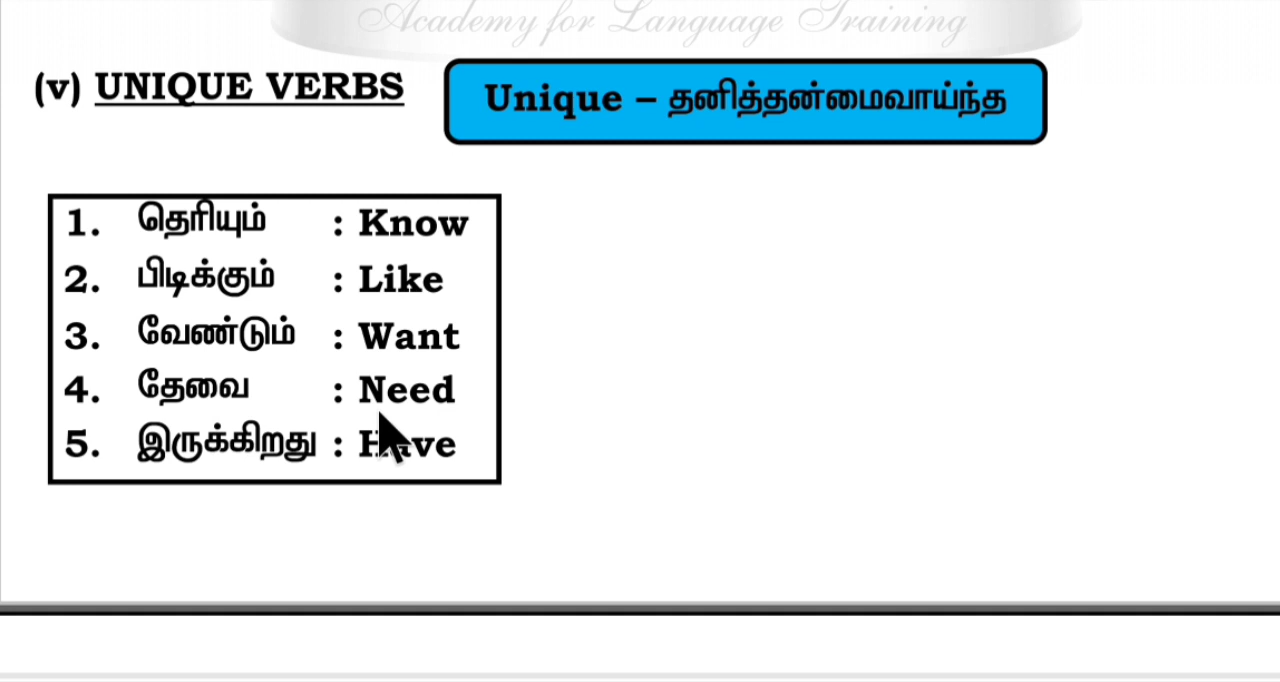 Academy for Language Training
(v) UNIQUE VERBS
Unique – தனித்தன்மைவாய்ந்த
1. தெரியும் : Know
2. பிடிக்கும் : Like
3. வேண்டும் : Want
4. தேவை : Need
5. இருக்கிறது : Have